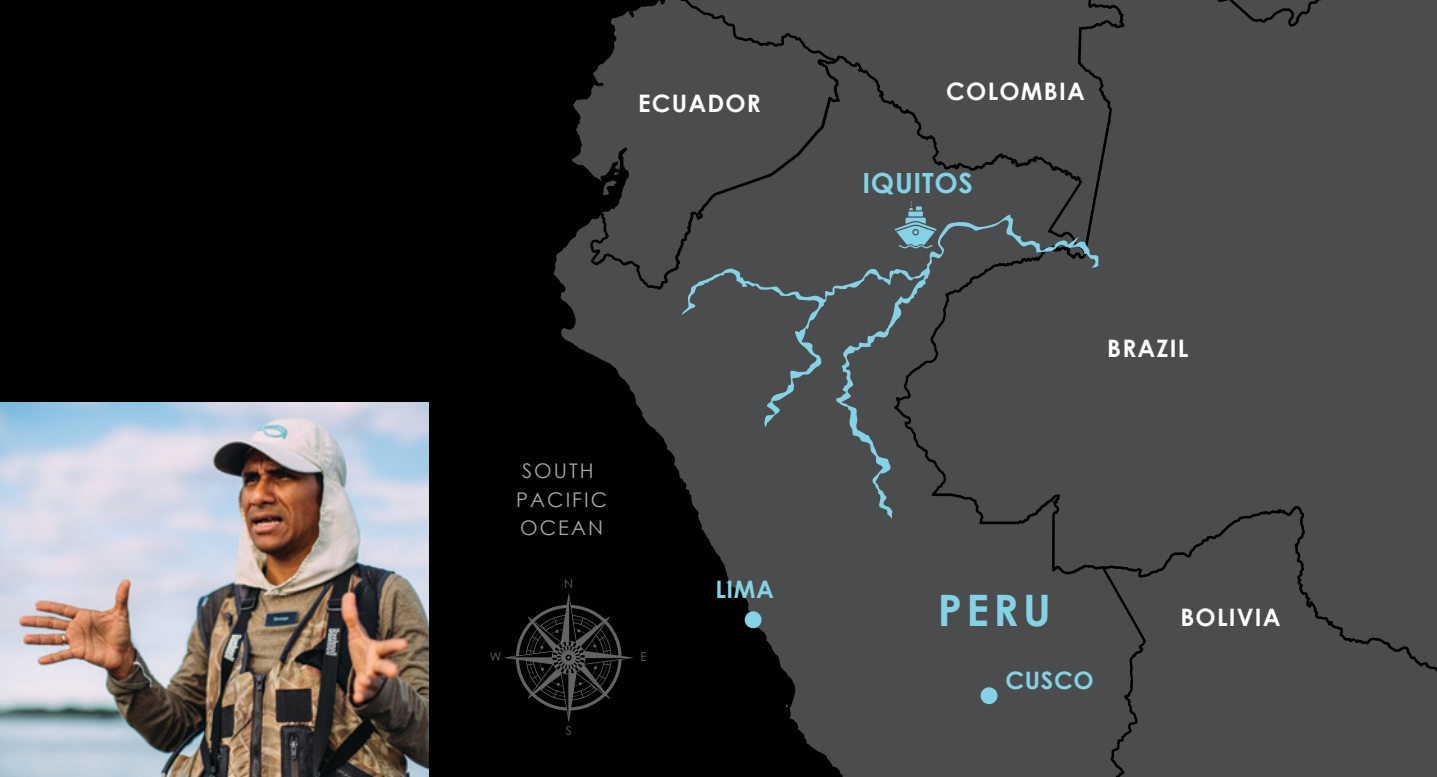 ECUADOR
COLOMBIA
IQUITOS
BRAZIL
SOUTH
PACIFIC
OCEAN
LIMA
PERU
BOLIVIA
CUSCO
N
W
E
S